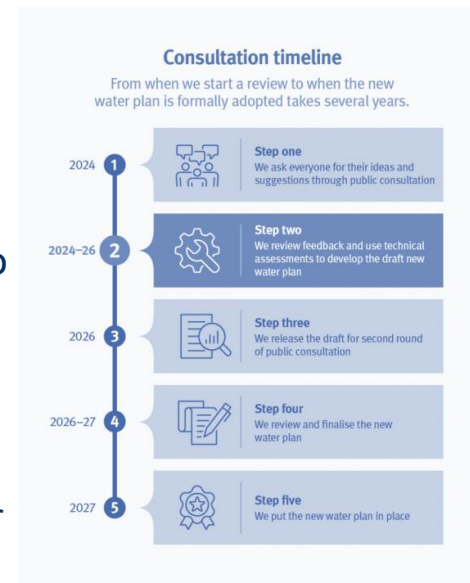 Consultation timeline
From when we start a review to when the new
water plan is formally adopted takes several years.
2024
1
Step one
We ask everyone for their ideas and
suggestions through public consultation
2024–26
2
Step two
We review feedback and use technical
assessments to develop the draft new
water plan
2026
3
Step three
We release the draft for second round
of public consultation
2026–27
4
Step four
We review and finalise the new
water plan
2027
5
Step five
We put the new water plan in place